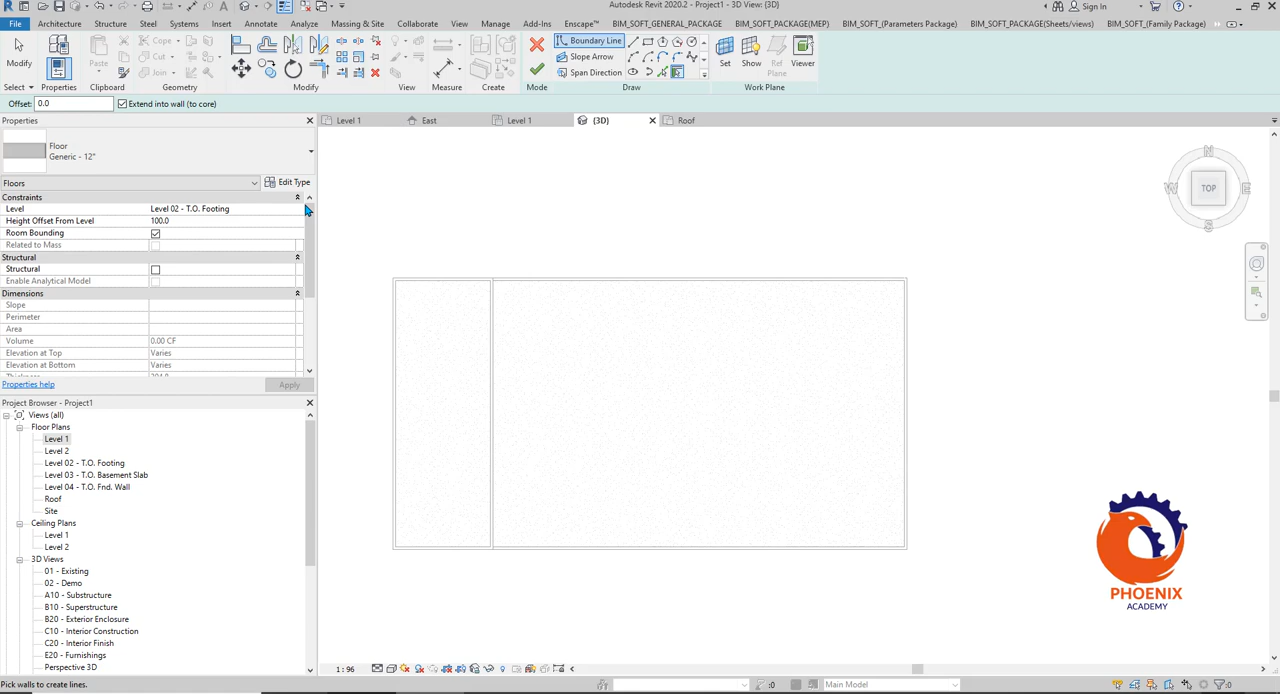 Autodesk Revit 2020.2 - Project1 - 3D View: {3D}
Sign In
File Architecture Structure Steel Systems Insert Annotate Analyze Massing & Site Collaborate View Manage Add-Ins Enscape™ BIM_SOFT_GENERAL_PACKAGE BIM_SOFT_PACKAGE(MEP) BIM_SOFT_(Parameters Package) BIM_SOFT_PACKAGE(Sheets/views) BIM_SOFT_(Family Package)
Modify
Paste
Cope
Cut
Join
Boundary Line
Slope Arrow
Span Direction
Set Show Ref Plane Viewer
Select Properties Clipboard Geometry Modify View Measure Create Mode Draw Work Plane
Offset: 0.0 Extend into wall (to core)
Properties
Level 1 East Level 1 {3D} Roof
Floor
Generic - 12"
Floors Edit Type
Constraints
Level Level 02 - T.O. Footing
Height Offset From Level 100.0
Room Bounding
Related to Mass
Structural
Structural
Enable Analytical Model
Dimensions
Slope
Perimeter
Area
Volume 0.00 CF
Elevation at Top Varies
Elevation at Bottom Varies
Properties help Apply
Project Browser - Project1
Views (all)
Floor Plans
Level 1
Level 2
Level 02 - T.O. Footing
Level 03 - T.O. Basement Slab
Level 04 - T.O. Fnd. Wall
Roof
Site
Ceiling Plans
Level 1
Level 2
3D Views
01 - Existing
02 - Demo
A10 - Substructure
B10 - Superstructure
B20 - Exterior Enclosure
C10 - Interior Construction
C20 - Interior Finish
E20 - Furnishings
Perspective 3D
N
W TOP E
S
PHOENIX
ACADEMY
1 : 96
Pick walls to create lines.
:0 Main Model :0